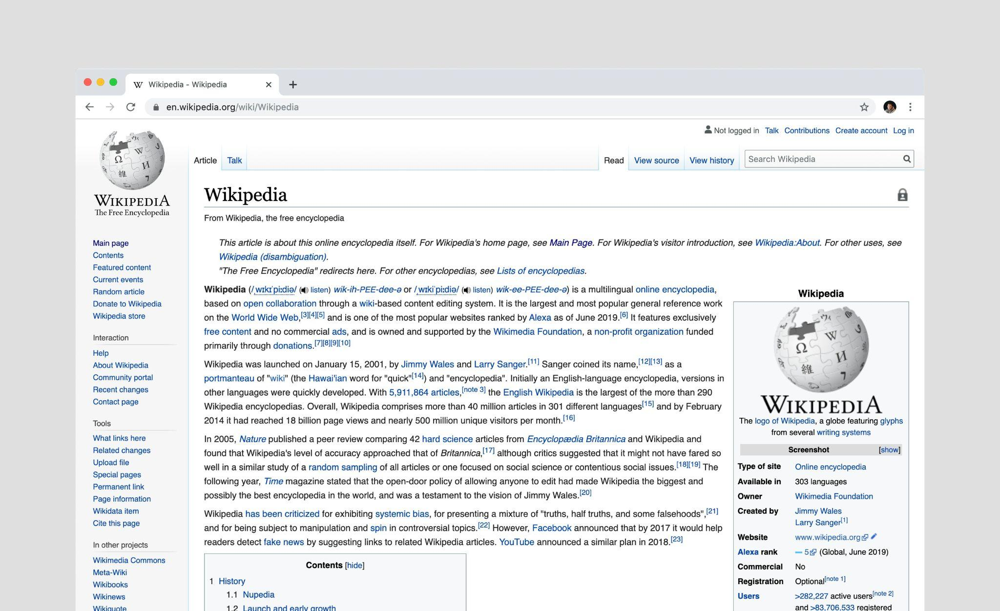 Wikipedia - Wikipedia
en.wikipedia.org/wiki/Wikipedia
Not logged in Talk Contributions Create account Log in
Article Talk Read View source View history Search Wikipedia
WIKIPEDIA
The Free Encyclopedia
Main page
Contents
Featured content
Current events
Random article
Donate to Wikipedia
Wikipedia store
Interaction
Help
About Wikipedia
Community portal
Recent changes
Contact page
Tools
What links here
Related changes
Upload file
Special pages
Permanent link
Page information
Wikidata item
Cite this page
In other projects
Wikimedia Commons
Meta-Wiki
Wikibooks
Wikinews
Wikiquote
Wikipedia
From Wikipedia, the free encyclopedia
This article is about this online encyclopedia itself. For Wikipedia's home page, see Main Page. For Wikipedia's visitor introduction, see Wikipedia:About. For other uses, see
Wikipedia (disambiguation).
"The Free Encyclopedia" redirects here. For other encyclopedias, see Lists of encyclopedias.
Wikipedia (/ˌwɪkɪˈpiːdiə/ (listen) wik-ih-PEE-dee-ə or /ˌwɪkiˈpiːdiə/ (listen) wik-ee-PEE-dee-ə) is a multilingual online encyclopedia,
based on open collaboration through a wiki-based content editing system. It is the largest and most popular general reference work
on the World Wide Web,[3][4][5] and is one of the most popular websites ranked by Alexa as of June 2019.[6] It features exclusively
free content and no commercial ads, and is owned and supported by the Wikimedia Foundation, a non-profit organization funded
primarily through donations.[7][8][9][10]
Wikipedia was launched on January 15, 2001, by Jimmy Wales and Larry Sanger.[11] Sanger coined its name,[12][13] as a
portmanteau of "wiki" (the Hawai'ian word for "quick"[14]) and "encyclopedia". Initially an English-language encyclopedia, versions in
other languages were quickly developed. With 5,911,864 articles,[note 3] the English Wikipedia is the largest of the more than 290
Wikipedia encyclopedias. Overall, Wikipedia comprises more than 40 million articles in 301 different languages[15] and by February
2014 it had reached 18 billion page views and nearly 500 million unique visitors per month.[16]
In 2005, Nature published a peer review comparing 42 hard science articles from Encyclopædia Britannica and Wikipedia and
found that Wikipedia's level of accuracy approached that of Britannica,[17] although critics suggested that it might not have fared so
well in a similar study of a random sampling of all articles or one focused on social science or contentious social issues.[18][19] The
following year, Time magazine stated that the open-door policy of allowing anyone to edit had made Wikipedia the biggest and
possibly the best encyclopedia in the world, and was a testament to the vision of Jimmy Wales.[20]
Wikipedia has been criticized for exhibiting systemic bias, for presenting a mixture of "truths, half truths, and some falsehoods",[21]
and for being subject to manipulation and spin in controversial topics.[22] However, Facebook announced that by 2017 it would help
readers detect fake news by suggesting links to related Wikipedia articles. YouTube announced a similar plan in 2018.[23]
Contents [hide]
1 History
1.1 Nupedia
1.2 Launch and early growth
Wikipedia
WIKIPEDIA
The logo of Wikipedia, a globe featuring glyphs
from several writing systems
Screenshot [show]
Type of site Online encyclopedia
Available in 303 languages
Owner Wikimedia Foundation
Created by Jimmy Wales
Larry Sanger[1]
Website www.wikipedia.org
Alexa rank 5 (Global, June 2019)
Commercial No
Registration Optional[note 1]
Users >282,227 active users[note 2]
and >83,706,533 registered